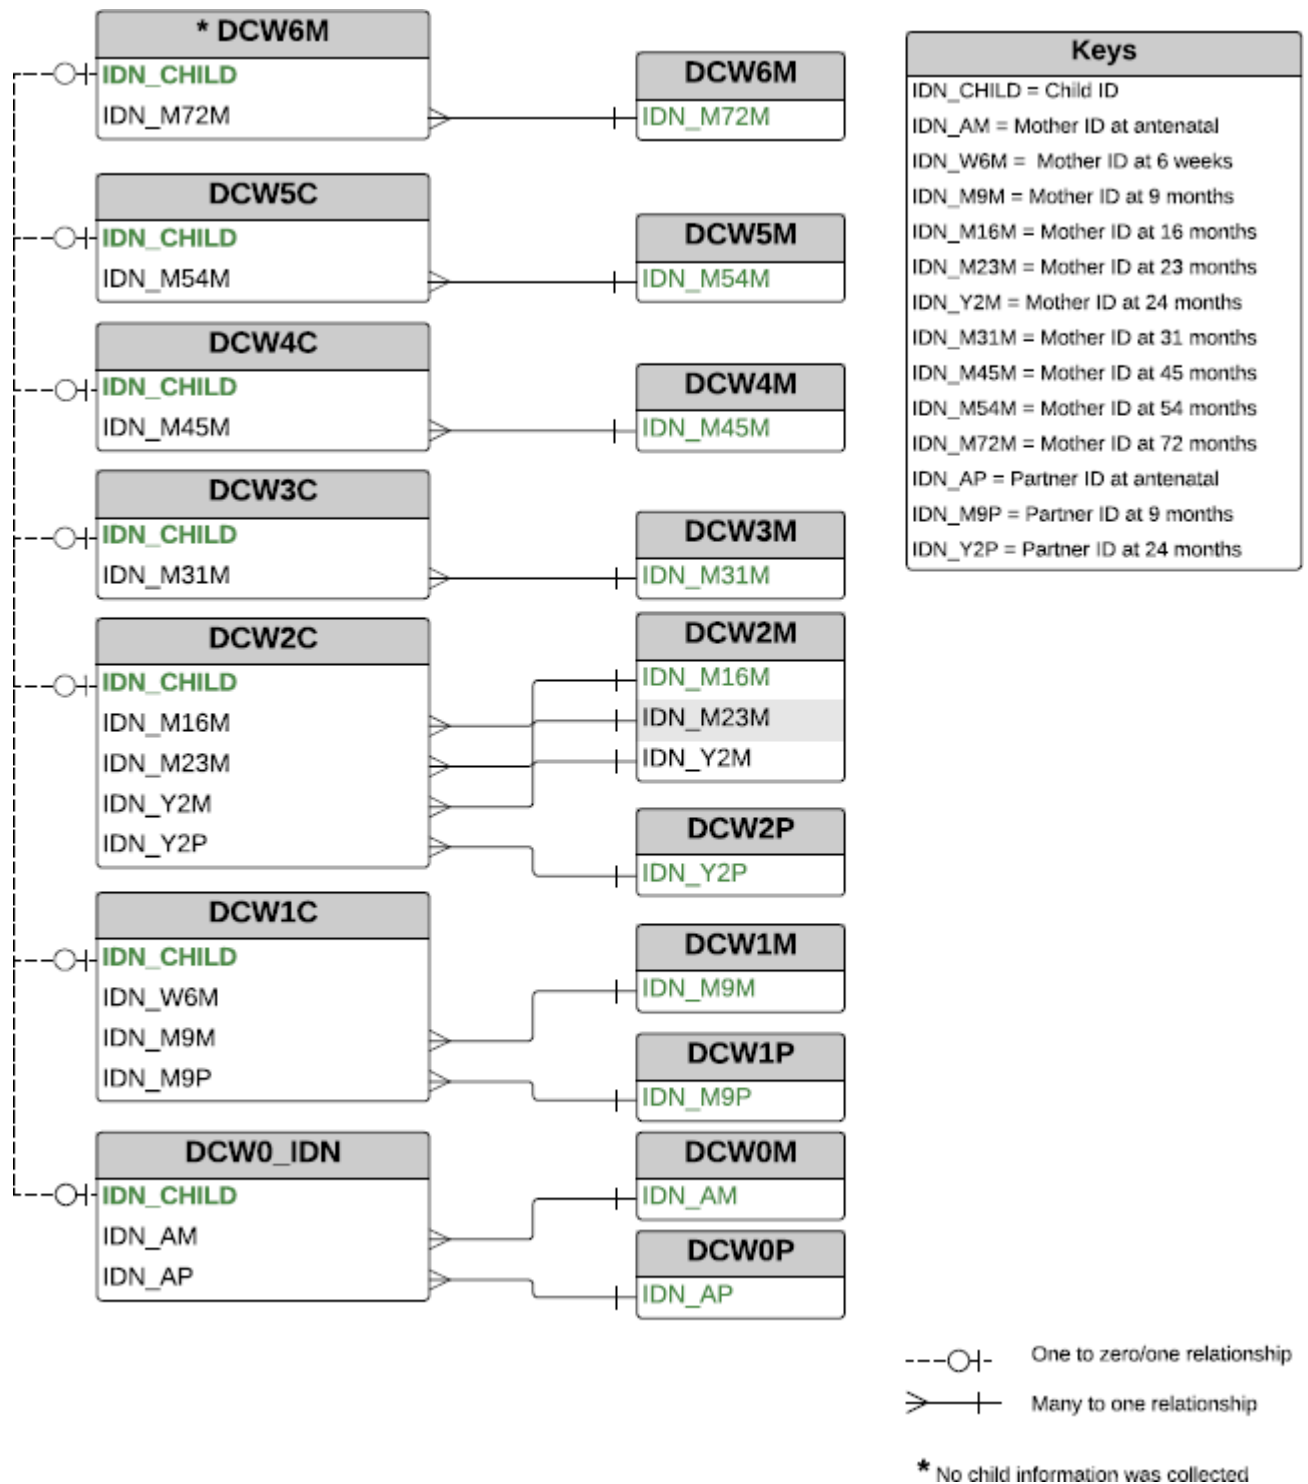 * DCW6M
IDN_CHILD
IDN_M72M
DCW6M
IDN_M72M
DCW5C
IDN_CHILD
IDN_M54M
DCW5M
IDN_M54M
DCW4C
IDN_CHILD
IDN_M45M
DCW4M
IDN_M45M
DCW3C
IDN_CHILD
IDN_M31M
DCW3M
IDN_M31M
DCW2C
IDN_CHILD
IDN_M16M
IDN_M23M
IDN_Y2M
IDN_Y2P
DCW2M
IDN_M16M
IDN_M23M
IDN_Y2M
DCW2P
IDN_Y2P
DCW1C
IDN_CHILD
IDN_W6M
IDN_M9M
IDN_M9P
DCW1M
IDN_M9M
DCW1P
IDN_M9P
DCW0_IDN
IDN_CHILD
IDN_AM
IDN_AP
DCW0M
IDN_AM
DCW0P
IDN_AP
Keys
IDN_CHILD = Child ID
IDN_AM = Mother ID at antenatal
IDN_W6M = Mother ID at 6 weeks
IDN_M9M = Mother ID at 9 months
IDN_M16M = Mother ID at 16 months
IDN_M23M = Mother ID at 23 months
IDN_Y2M = Mother ID at 24 months
IDN_M31M = Mother ID at 31 months
IDN_M45M = Mother ID at 45 months
IDN_M54M = Mother ID at 54 months
IDN_M72M = Mother ID at 72 months
IDN_AP = Partner ID at antenatal
IDN_M9P = Partner ID at 9 months
IDN_Y2P = Partner ID at 24 months
One to zero/one relationship
Many to one relationship
* No child information was collected